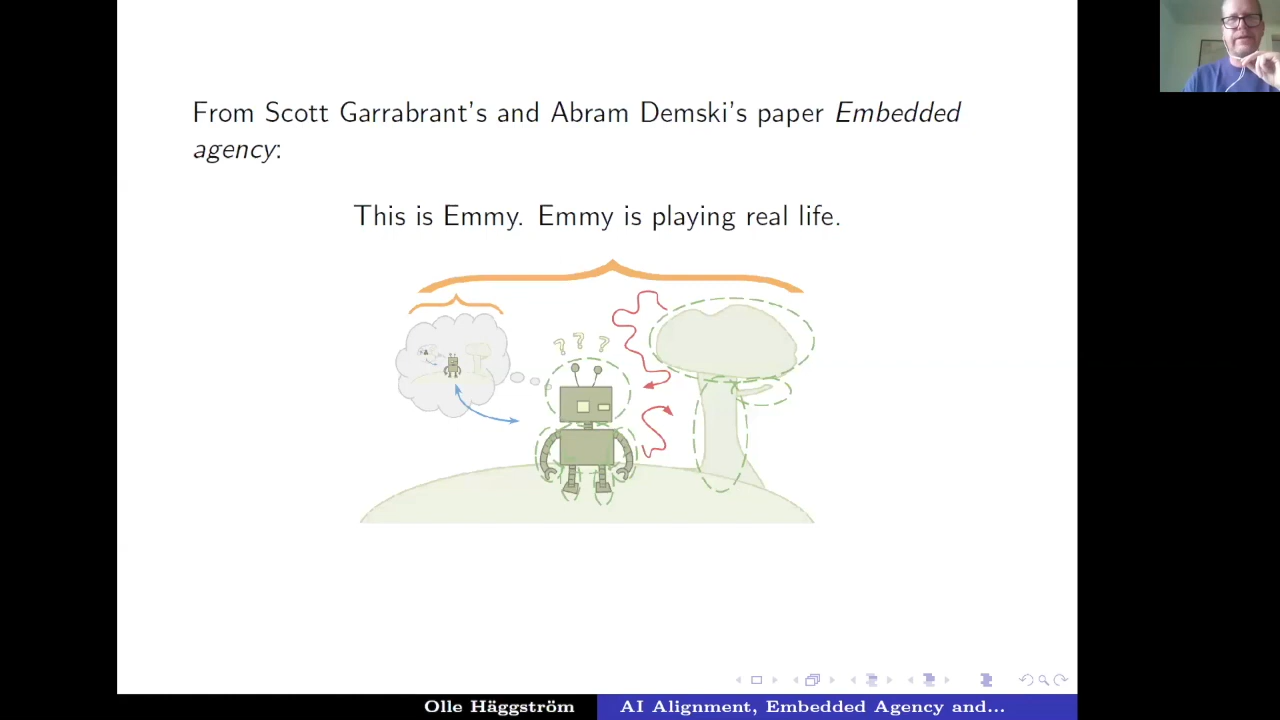 From Scott Garrabrant's and Abram Demski's paper Embedded
agency:
This is Emmy. Emmy is playing real life.
? ? ?
Olle Häggström
AI Alignment, Embedded Agency and...